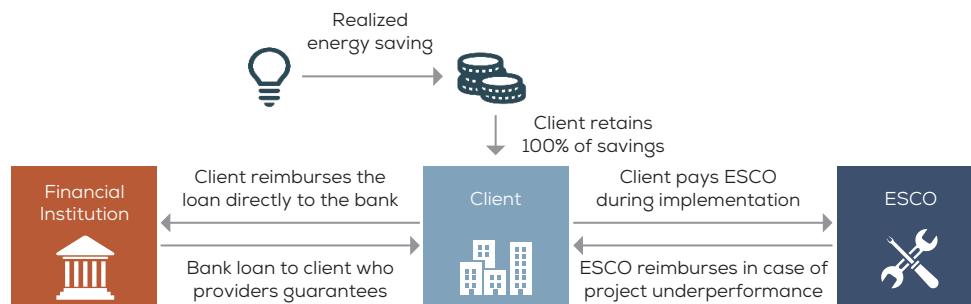 Realized
energy saving
Client retains
100% of savings
Financial
Institution
Client reimburses the
loan directly to the bank
Client
Client pays ESCO
during implementation
ESCO
Bank loan to client who
providers guarantees
ESCO reimburses in case of
project underperformance